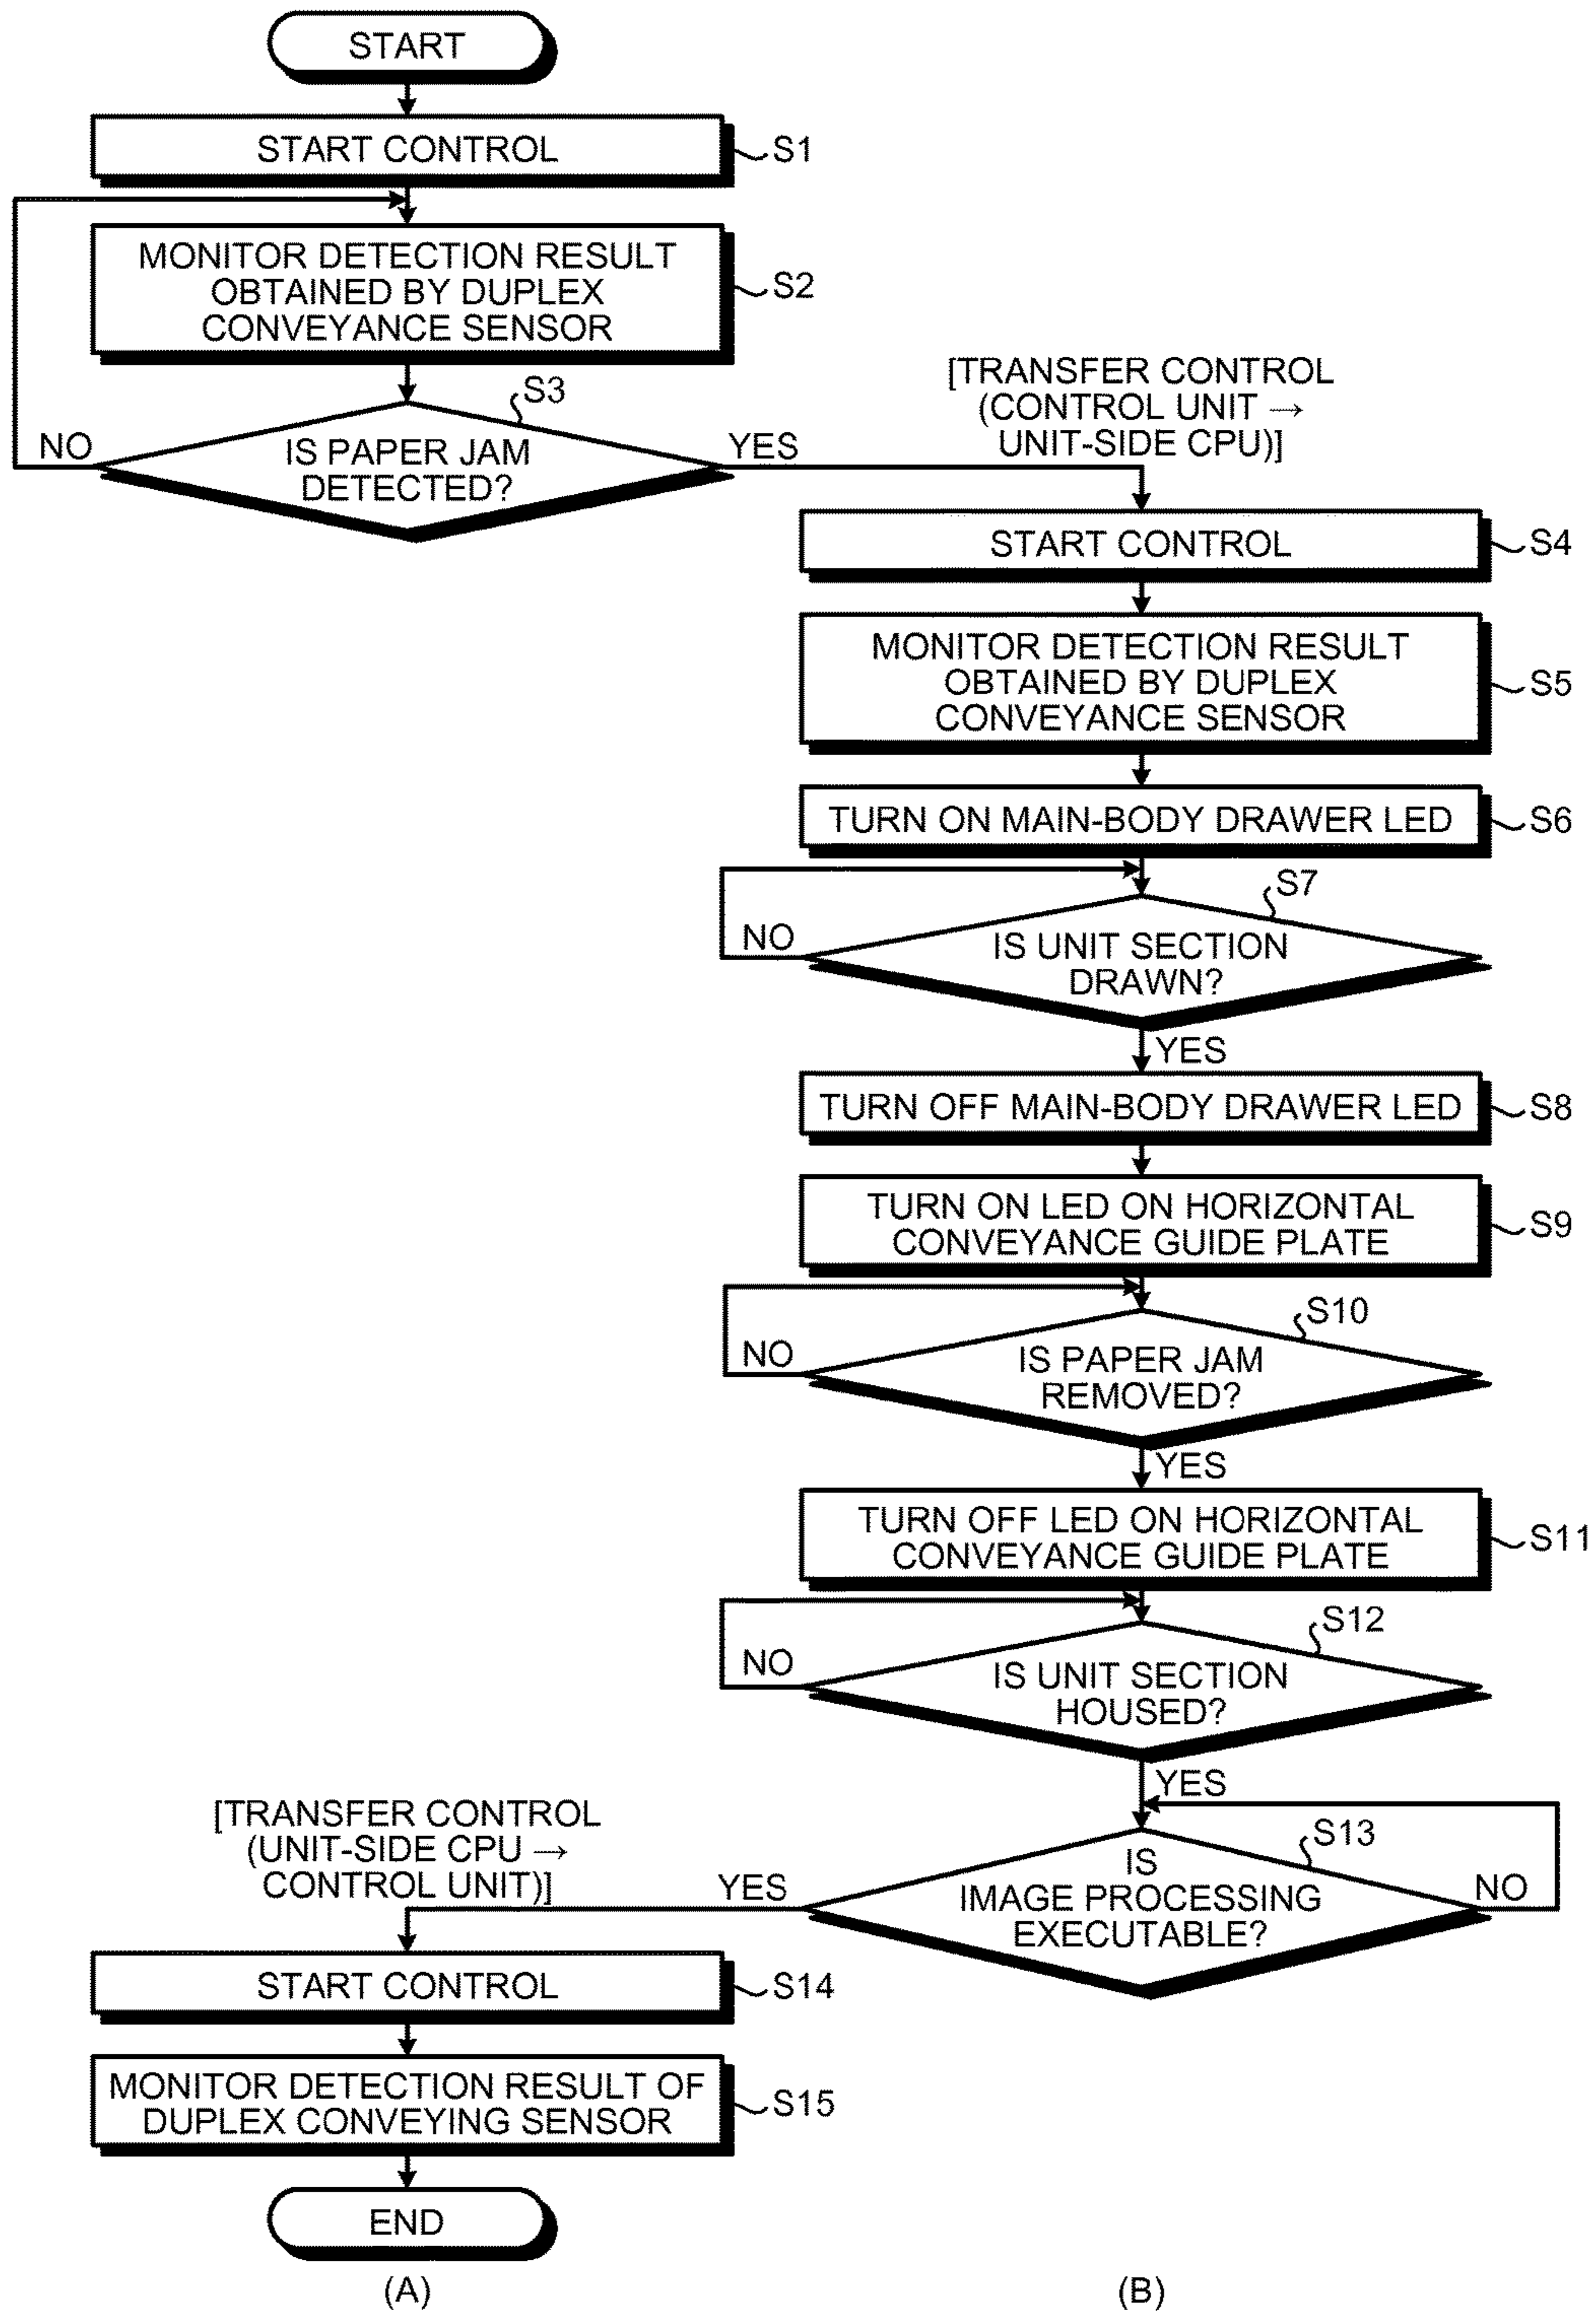 START
START CONTROL
S1
MONITOR DETECTION RESULT
OBTAINED BY DUPLEX
CONVEYANCE SENSOR
S2
S3
IS PAPER JAM
DETECTED?
NO
YES
[TRANSFER CONTROL
(CONTROL UNIT →
UNIT-SIDE CPU)]
START CONTROL
S4
MONITOR DETECTION RESULT
OBTAINED BY DUPLEX
CONVEYANCE SENSOR
S5
TURN ON MAIN-BODY DRAWER LED
S6
S7
IS UNIT SECTION
DRAWN?
NO
YES
TURN OFF MAIN-BODY DRAWER LED
S8
TURN ON LED ON HORIZONTAL
CONVEYANCE GUIDE PLATE
S9
S10
IS PAPER JAM
REMOVED?
NO
YES
TURN OFF LED ON HORIZONTAL
CONVEYANCE GUIDE PLATE
S11
S12
IS UNIT SECTION
HOUSED?
NO
YES
S13
IS
IMAGE PROCESSING
EXECUTABLE?
NO
YES
[TRANSFER CONTROL
(UNIT-SIDE CPU →
CONTROL UNIT)]
START CONTROL
S14
MONITOR DETECTION RESULT OF
DUPLEX CONVEYING SENSOR
S15
END
(A)
(B)